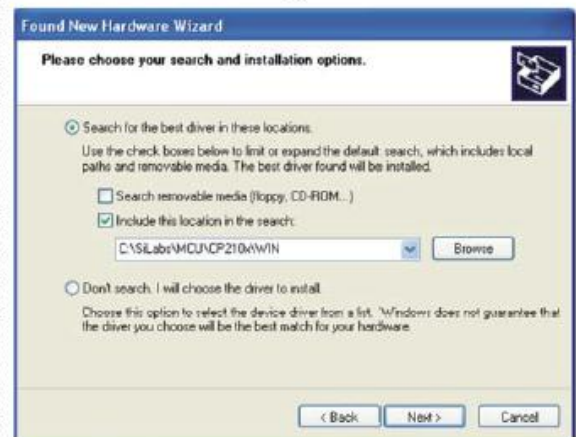 Found New Hardware Wizard
Please choose your search and installation options.
Search for the best driver in these locations.
Use the check boxes below to limit or expand the default search, which includes local
paths and removable media. The best driver found will be installed.
Search removable media (floppy, CD-ROM...)
Include this location in the search:
C:\SiLabs\MCU\CP210x\WIN
Browse
Don't search. I will choose the driver to install.
Choose this option to select the device driver from a list. Windows does not guarantee that
the driver you choose will be the best match for your hardware.
< Back
Next >
Cancel